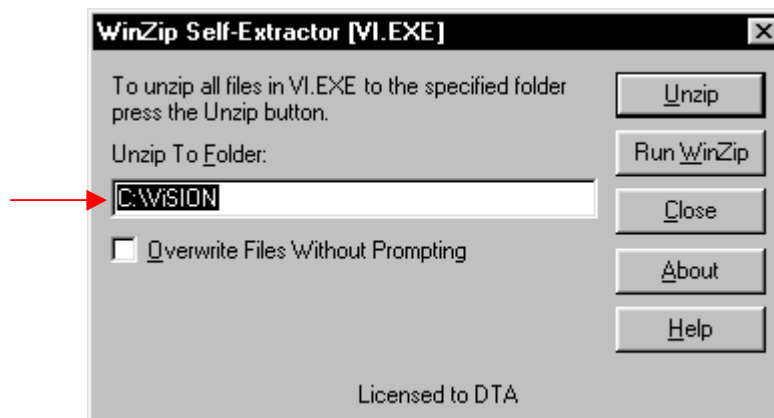 WinZip Self-Extractor [VI.EXE]
To unzip all files in VI.EXE to the specified folder
press the Unzip button.
Unzip To Folder:
C:\ViSION
Overwrite Files Without Prompting
Unzip
Run WinZip
Close
About
Help
Licensed to DTA